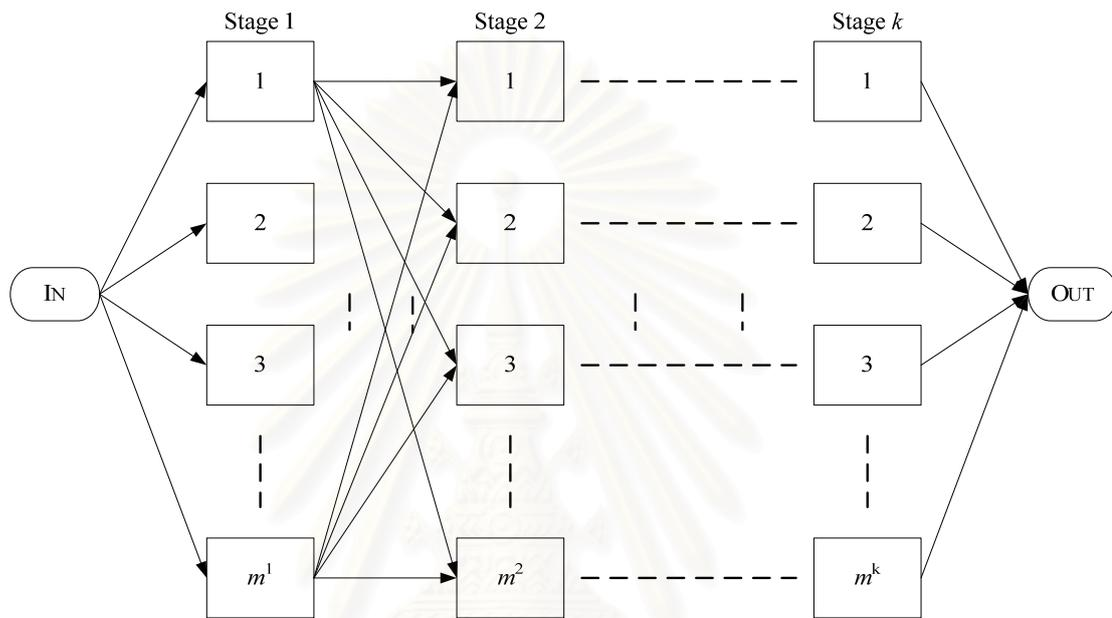 Stage 1 Stage 2 Stage k
1 1 1
2 2 2
IN OUT
3 3 3
m¹ m² mᵏ